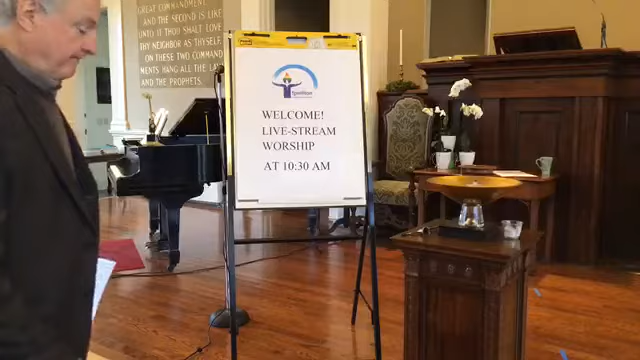 GREAT COMMANDMENT.
AND THE SECOND IS LIKE
UNTO IT THOU SHALT LOVE
THY NEIGHBOR AS THYSELF.
ON THESE TWO COMMAND
MENTS HANG ALL THE LAW
AND THE PROPHETS.
WELCOME!
LIVE-STREAM
WORSHIP
AT 10:30 AM